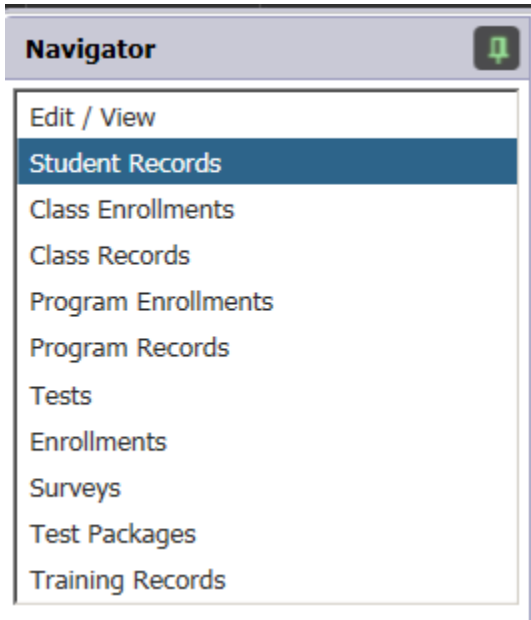 Navigator
Edit / View
Student Records
Class Enrollments
Class Records
Program Enrollments
Program Records
Tests
Enrollments
Surveys
Test Packages
Training Records